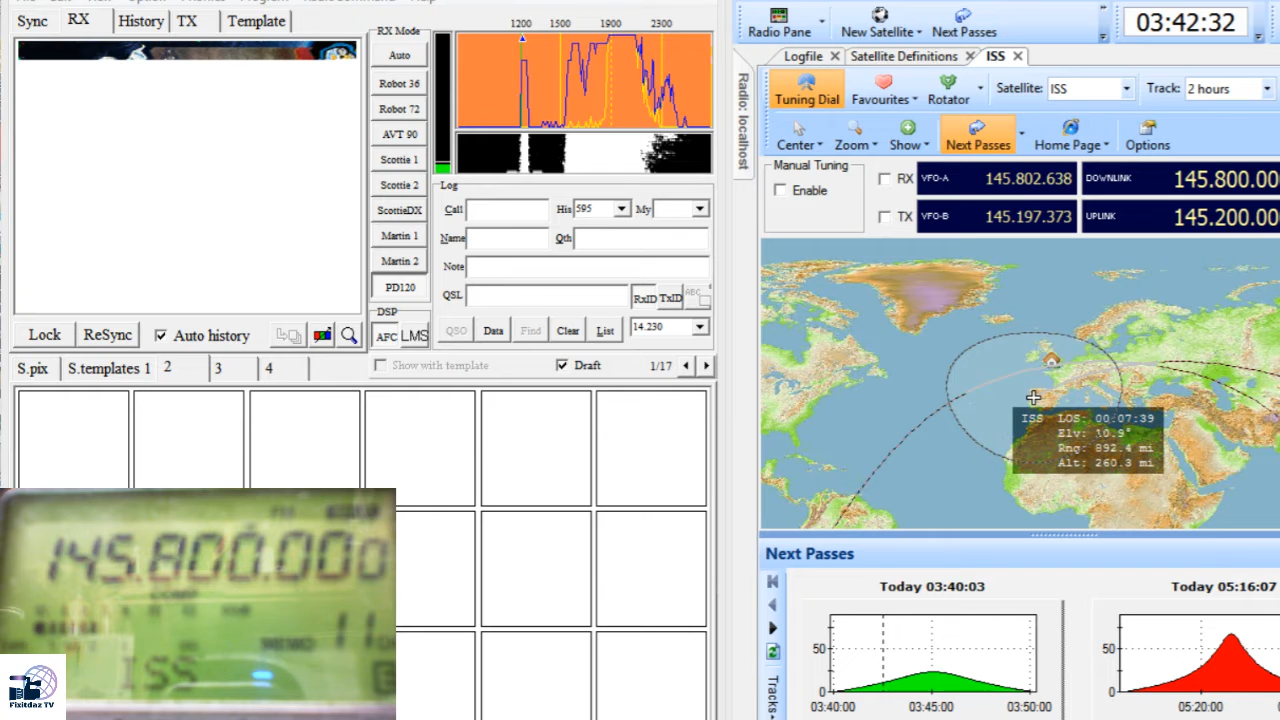 Sync RX History TX Template
RX Mode
Auto
Robot 36
Robot 72
AVT 90
Scottie 1
Scottie 2
ScottieDX
Martin 1
Martin 2
PD120
DSP
AFC LMS
1200 1500 1900 2300
Log
Call His 595 My
Name Qth
Note
QSL RxID TxID ABC
QSO Data Find Clear List 14.230
Lock ReSync Auto history
S.pix S.templates 1 2 3 4
Show with template Draft 1/17
145.800.000
ISS
Fixitdaz TV
Radio Pane New Satellite Next Passes
03:42:32
Radio: localhost
Logfile Satellite Definitions ISS
Tuning Dial Favourites Rotator Satellite: ISS Track: 2 hours
Center Zoom Show Next Passes Home Page Options
Manual Tuning
Enable
RX VFO-A 145.802.638 DOWNLINK 145.800.00
TX VFO-B 145.197.373 UPLINK 145.200.00
ISS LOS: 00:07:39
Elv: 10.9°
Rng: 892.4 mi
Alt: 260.3 mi
Next Passes
Tracks
Today 03:40:03
50
0
03:40:00 03:45:00 03:50:00
Today 05:16:07
50
0
05:20:00